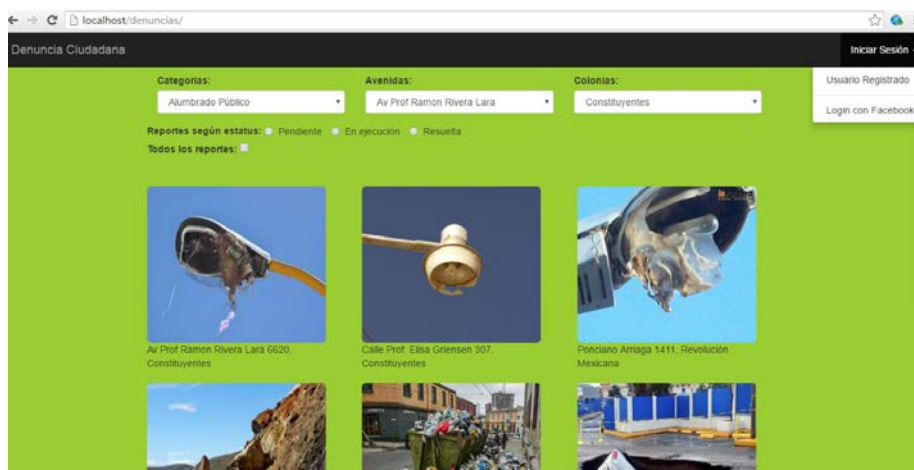 localhost/denuncias/
Denuncia Ciudadana
Iniciar Sesión
Usuario Registrado
Login con Facebook
Categorías: Avenidas: Colonias:
Alumbrado Público Av Prof Ramon Rivera Lara Constituyentes
Reportes según estatus: Pendiente En ejecución Resuelta
Todos los reportes:
Av Prof Ramon Rivera Lara 6620,
Constituyentes
Calle Prof. Elisa Griensen 307,
Constituyentes
Ponciano Arriaga 1411, Revolución
Mexicana